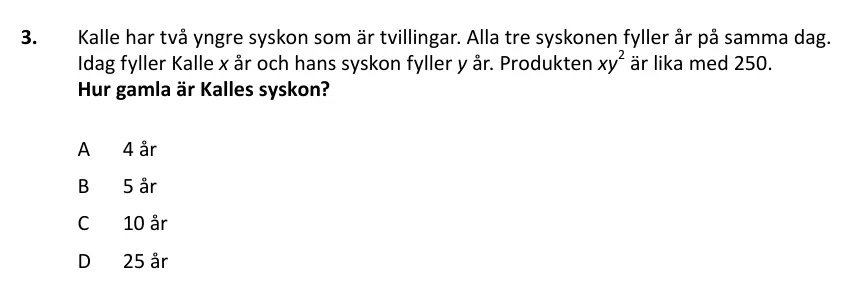 3. Kalle har två yngre syskon som är tvillingar. Alla tre syskonen fyller år på samma dag.
Idag fyller Kalle x år och hans syskon fyller y år. Produkten xy² är lika med 250.
Hur gamla är Kalles syskon?
A 4 år
B 5 år
C 10 år
D 25 år